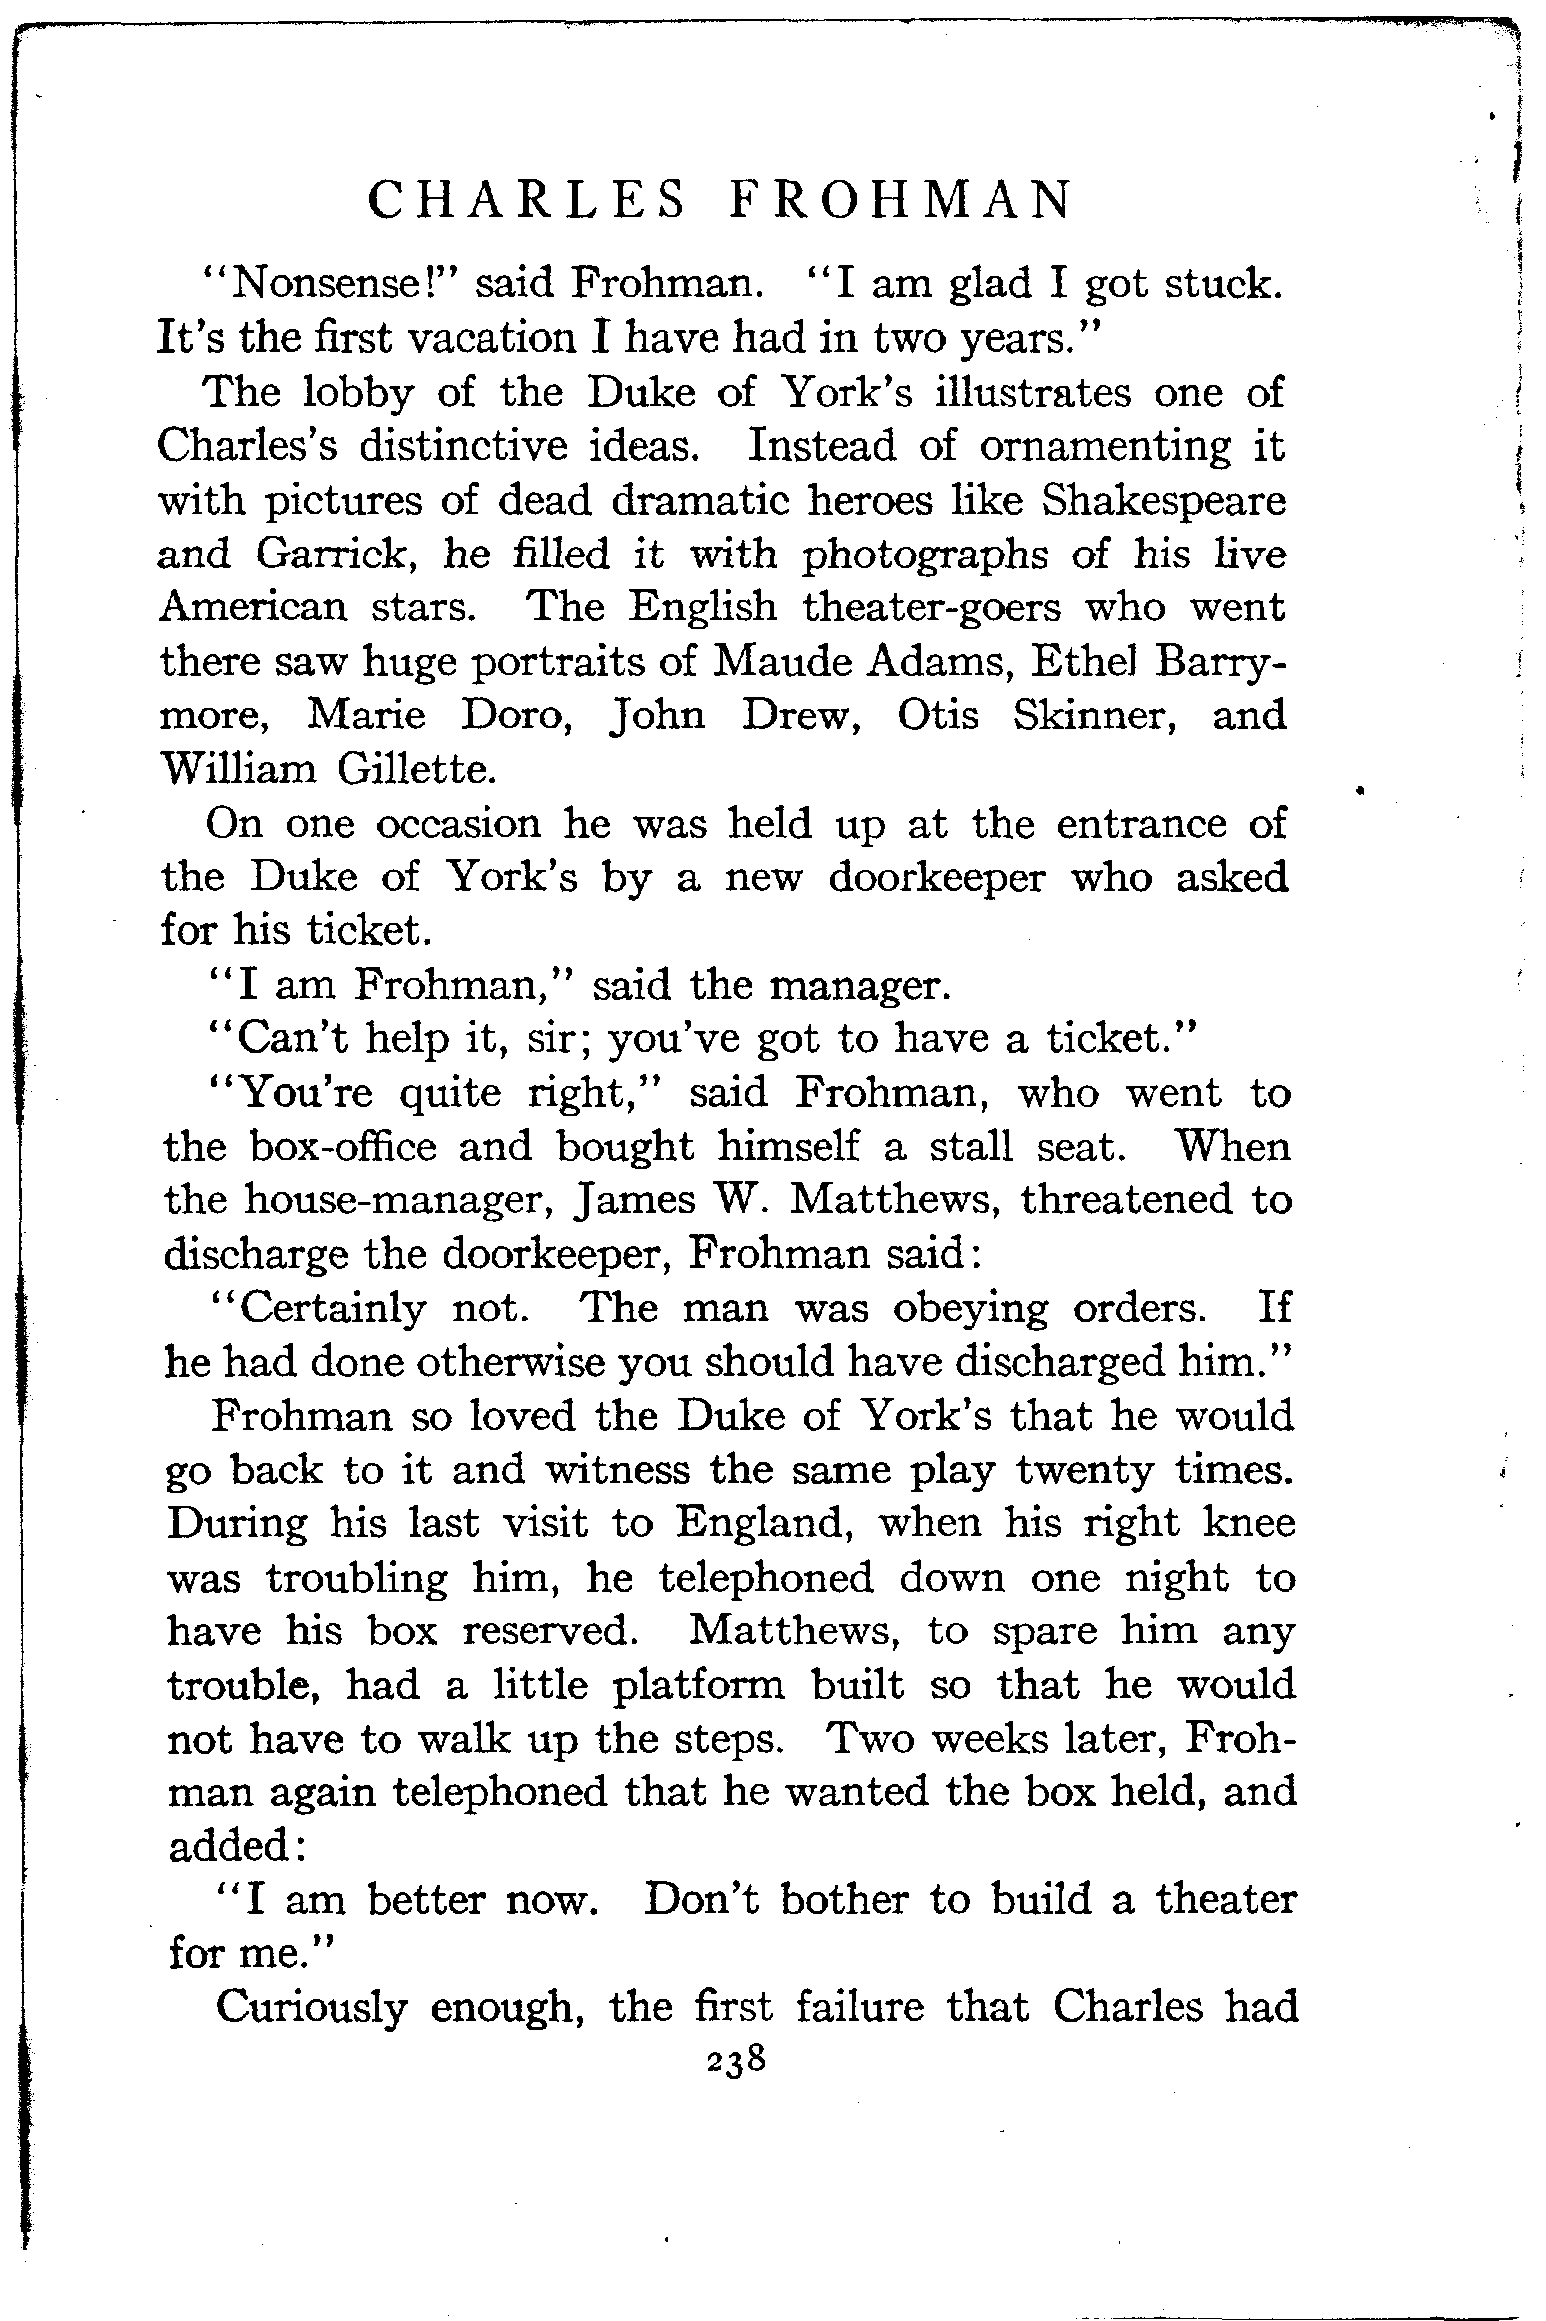 CHARLES FROHMAN
"Nonsense!" said Frohman. "I am glad I got stuck.
It's the first vacation I have had in two years."
The lobby of the Duke of York's illustrates one of
Charles's distinctive ideas. Instead of ornamenting it
with pictures of dead dramatic heroes like Shakespeare
and Garrick, he filled it with photographs of his live
American stars. The English theater-goers who went
there saw huge portraits of Maude Adams, Ethel Barry-
more, Marie Doro, John Drew, Otis Skinner, and
William Gillette.
On one occasion he was held up at the entrance of
the Duke of York's by a new doorkeeper who asked
for his ticket.
"I am Frohman," said the manager.
"Can't help it, sir; you've got to have a ticket."
"You're quite right," said Frohman, who went to
the box-office and bought himself a stall seat. When
the house-manager, James W. Matthews, threatened to
discharge the doorkeeper, Frohman said:
"Certainly not. The man was obeying orders. If
he had done otherwise you should have discharged him."
Frohman so loved the Duke of York's that he would
go back to it and witness the same play twenty times.
During his last visit to England, when his right knee
was troubling him, he telephoned down one night to
have his box reserved. Matthews, to spare him any
trouble, had a little platform built so that he would
not have to walk up the steps. Two weeks later, Froh-
man again telephoned that he wanted the box held, and
added:
"I am better now. Don't bother to build a theater
for me."
Curiously enough, the first failure that Charles had
238